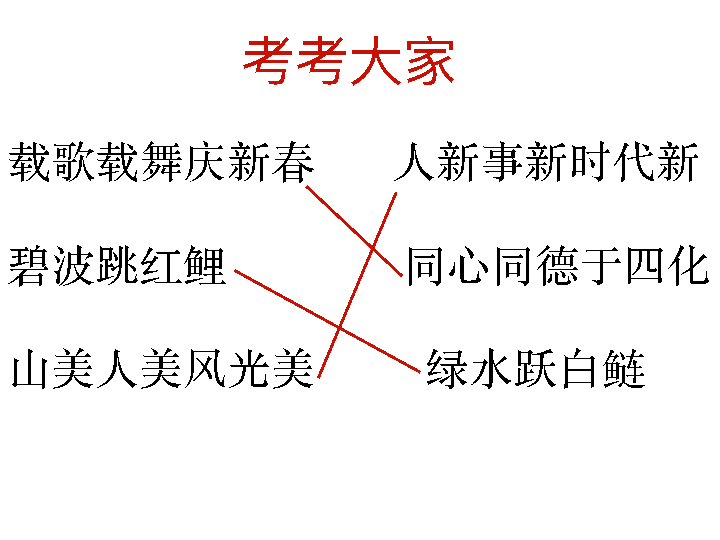 考考大家
载歌载舞庆新春 人新事新时代新
碧波跳红鲤 同心同德于四化
山美人美风光美 绿水跃白鲢